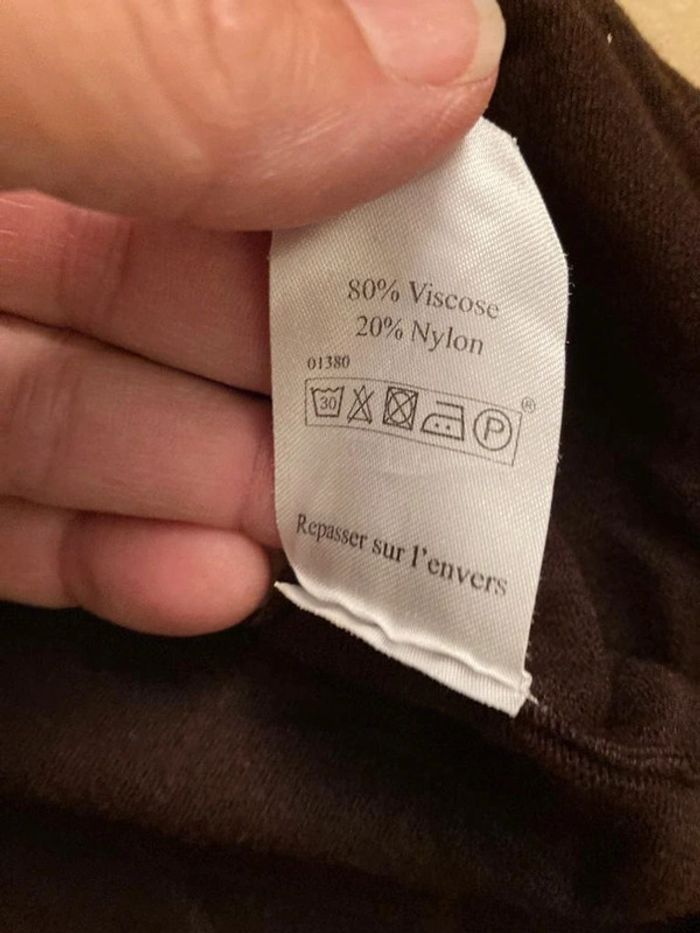 80% Viscose
20% Nylon
01380
30 P ®
Repasser sur l'envers